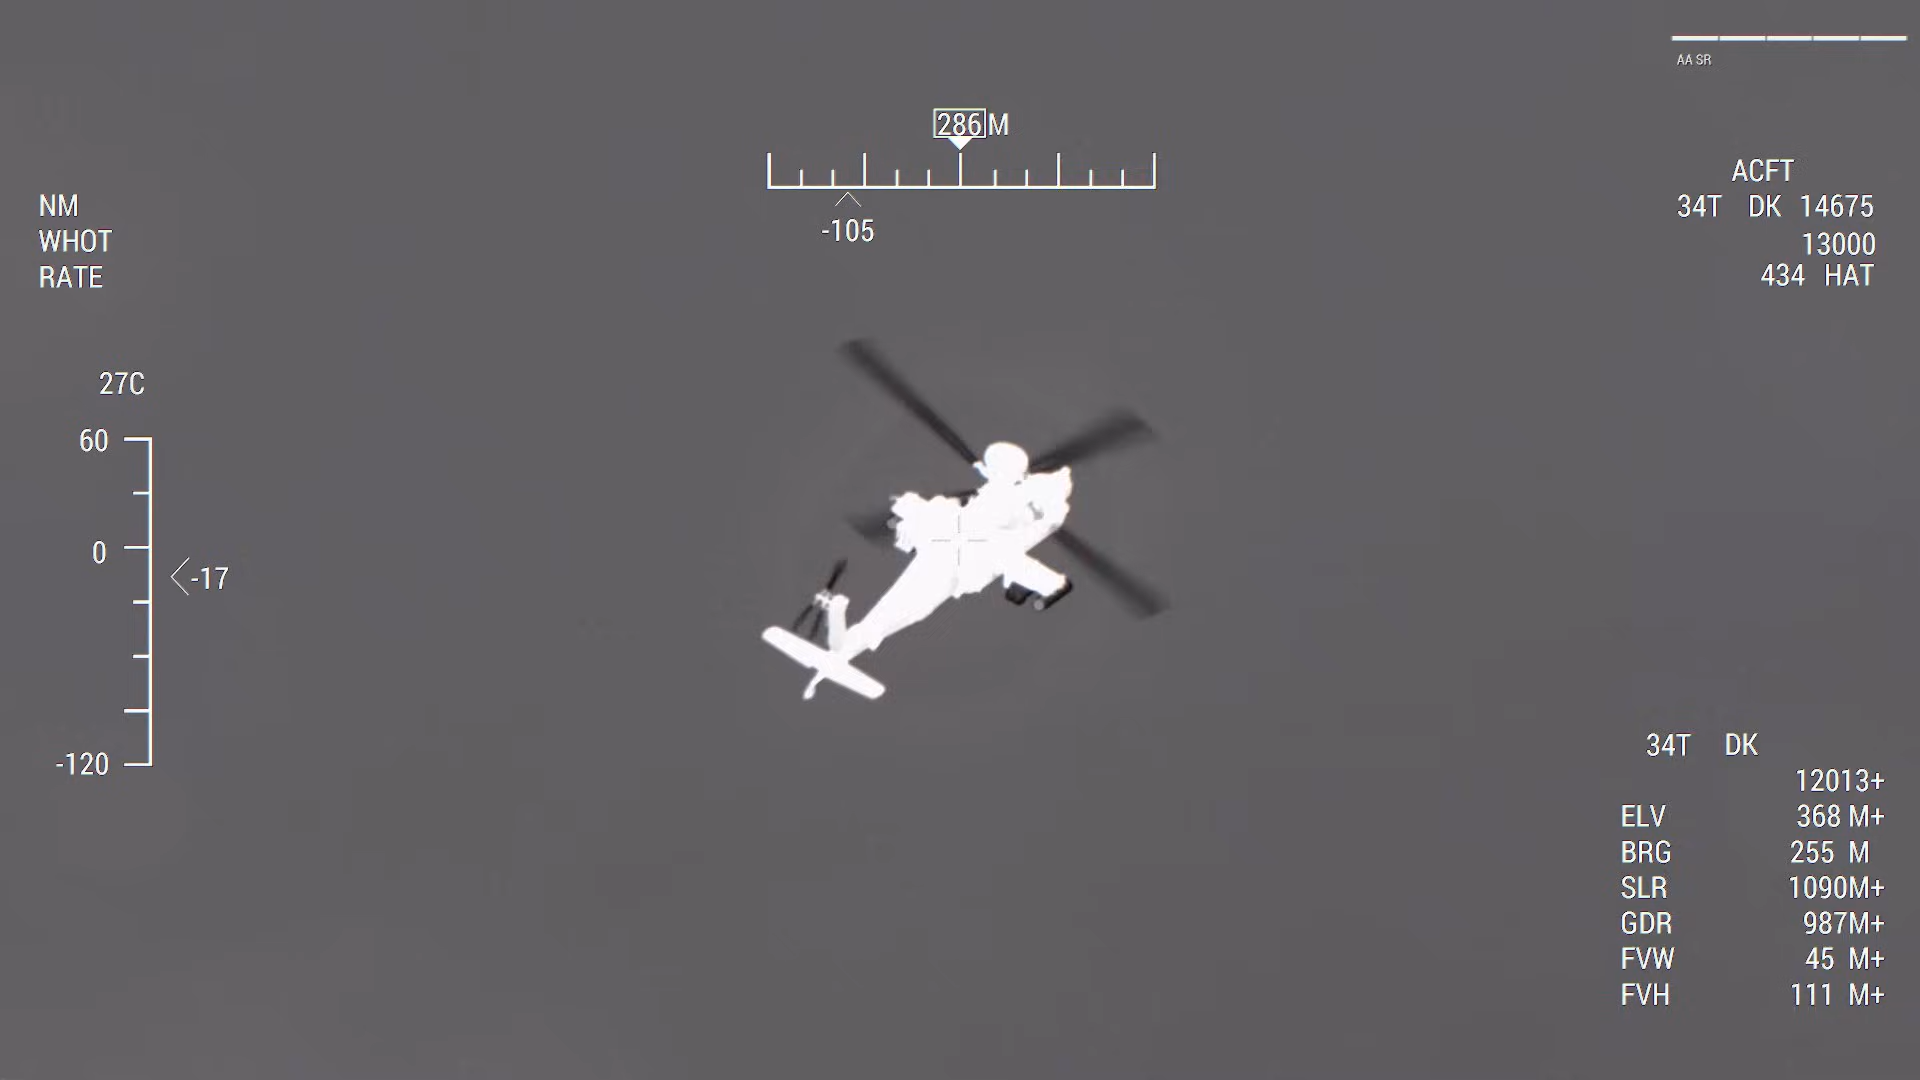 AA SR
286 M
-105
NM
WHOT
RATE
ACFT
34T DK 14675
13000
434 HAT
27C
60
0
-17
-120
34T DK
12013+
ELV 368 M+
BRG 255 M
SLR 1090M+
GDR 987M+
FVW 45 M+
FVH 111 M+